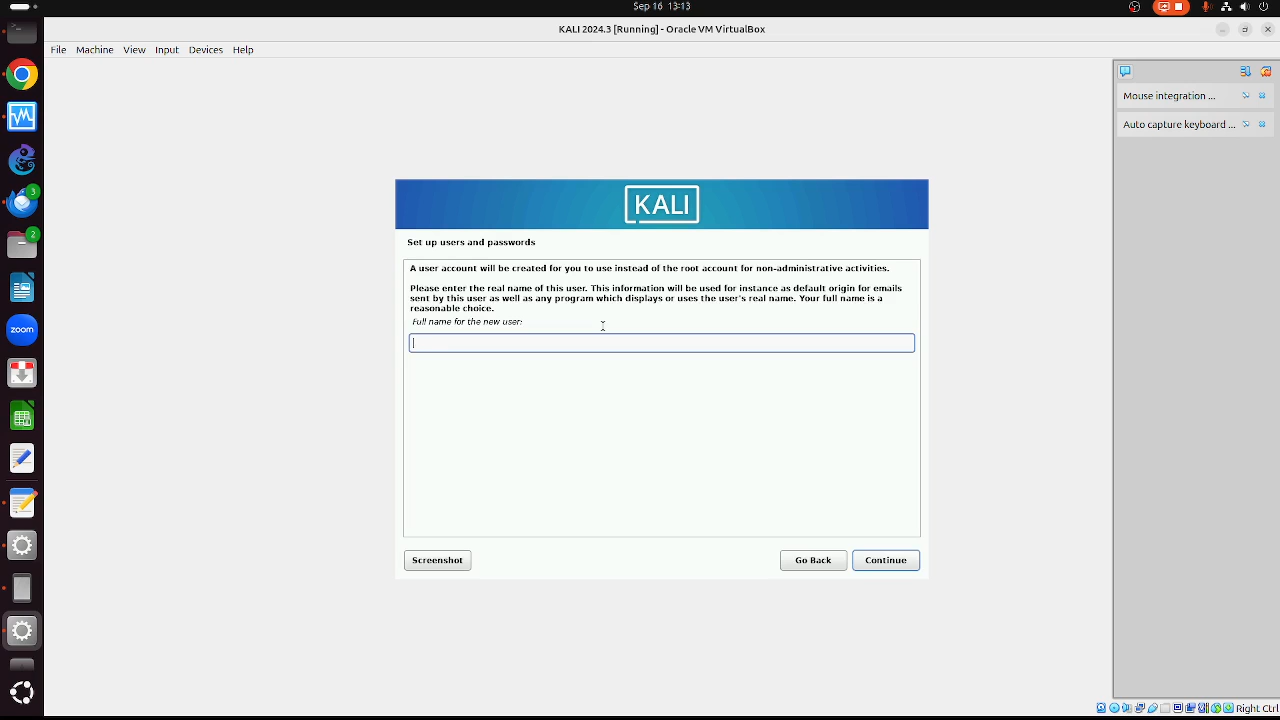 Sep 16 13:13
KALI 2024.3 [Running] - Oracle VM VirtualBox
File Machine View Input Devices Help
Mouse integration ...
Auto capture keyboard ...
KALI
Set up users and passwords
A user account will be created for you to use instead of the root account for non-administrative activities.
Please enter the real name of this user. This information will be used for instance as default origin for emails
sent by this user as well as any program which displays or uses the user's real name. Your full name is a
reasonable choice.
Full name for the new user:
Screenshot
Go Back
Continue
3
2
zoom
Right Ctrl